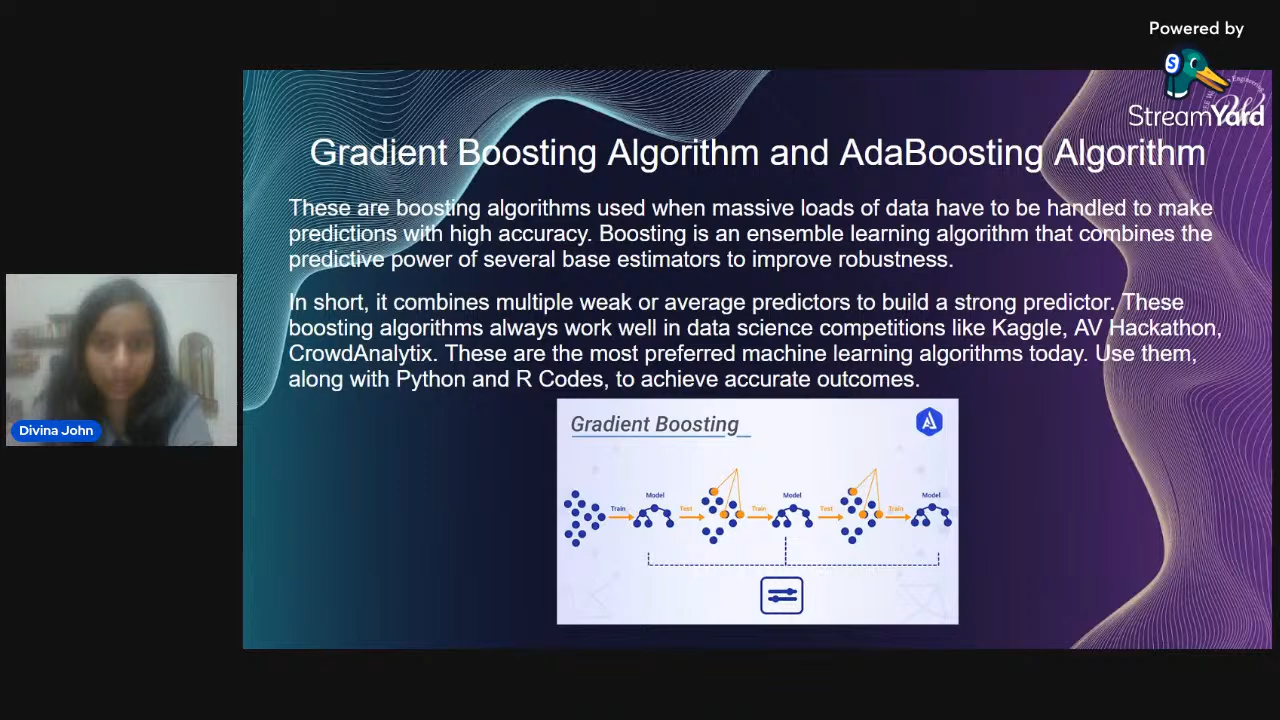 Powered by
StreamYard
Gradient Boosting Algorithm and AdaBoosting Algorithm
These are boosting algorithms used when massive loads of data have to be handled to make
predictions with high accuracy. Boosting is an ensemble learning algorithm that combines the
predictive power of several base estimators to improve robustness.
In short, it combines multiple weak or average predictors to build a strong predictor. These
boosting algorithms always work well in data science competitions like Kaggle, AV Hackathon,
CrowdAnalytix. These are the most preferred machine learning algorithms today. Use them,
along with Python and R Codes, to achieve accurate outcomes.
Divina John
Gradient Boosting_
Model
Model
Model
Train
Test
Train
Test
Train